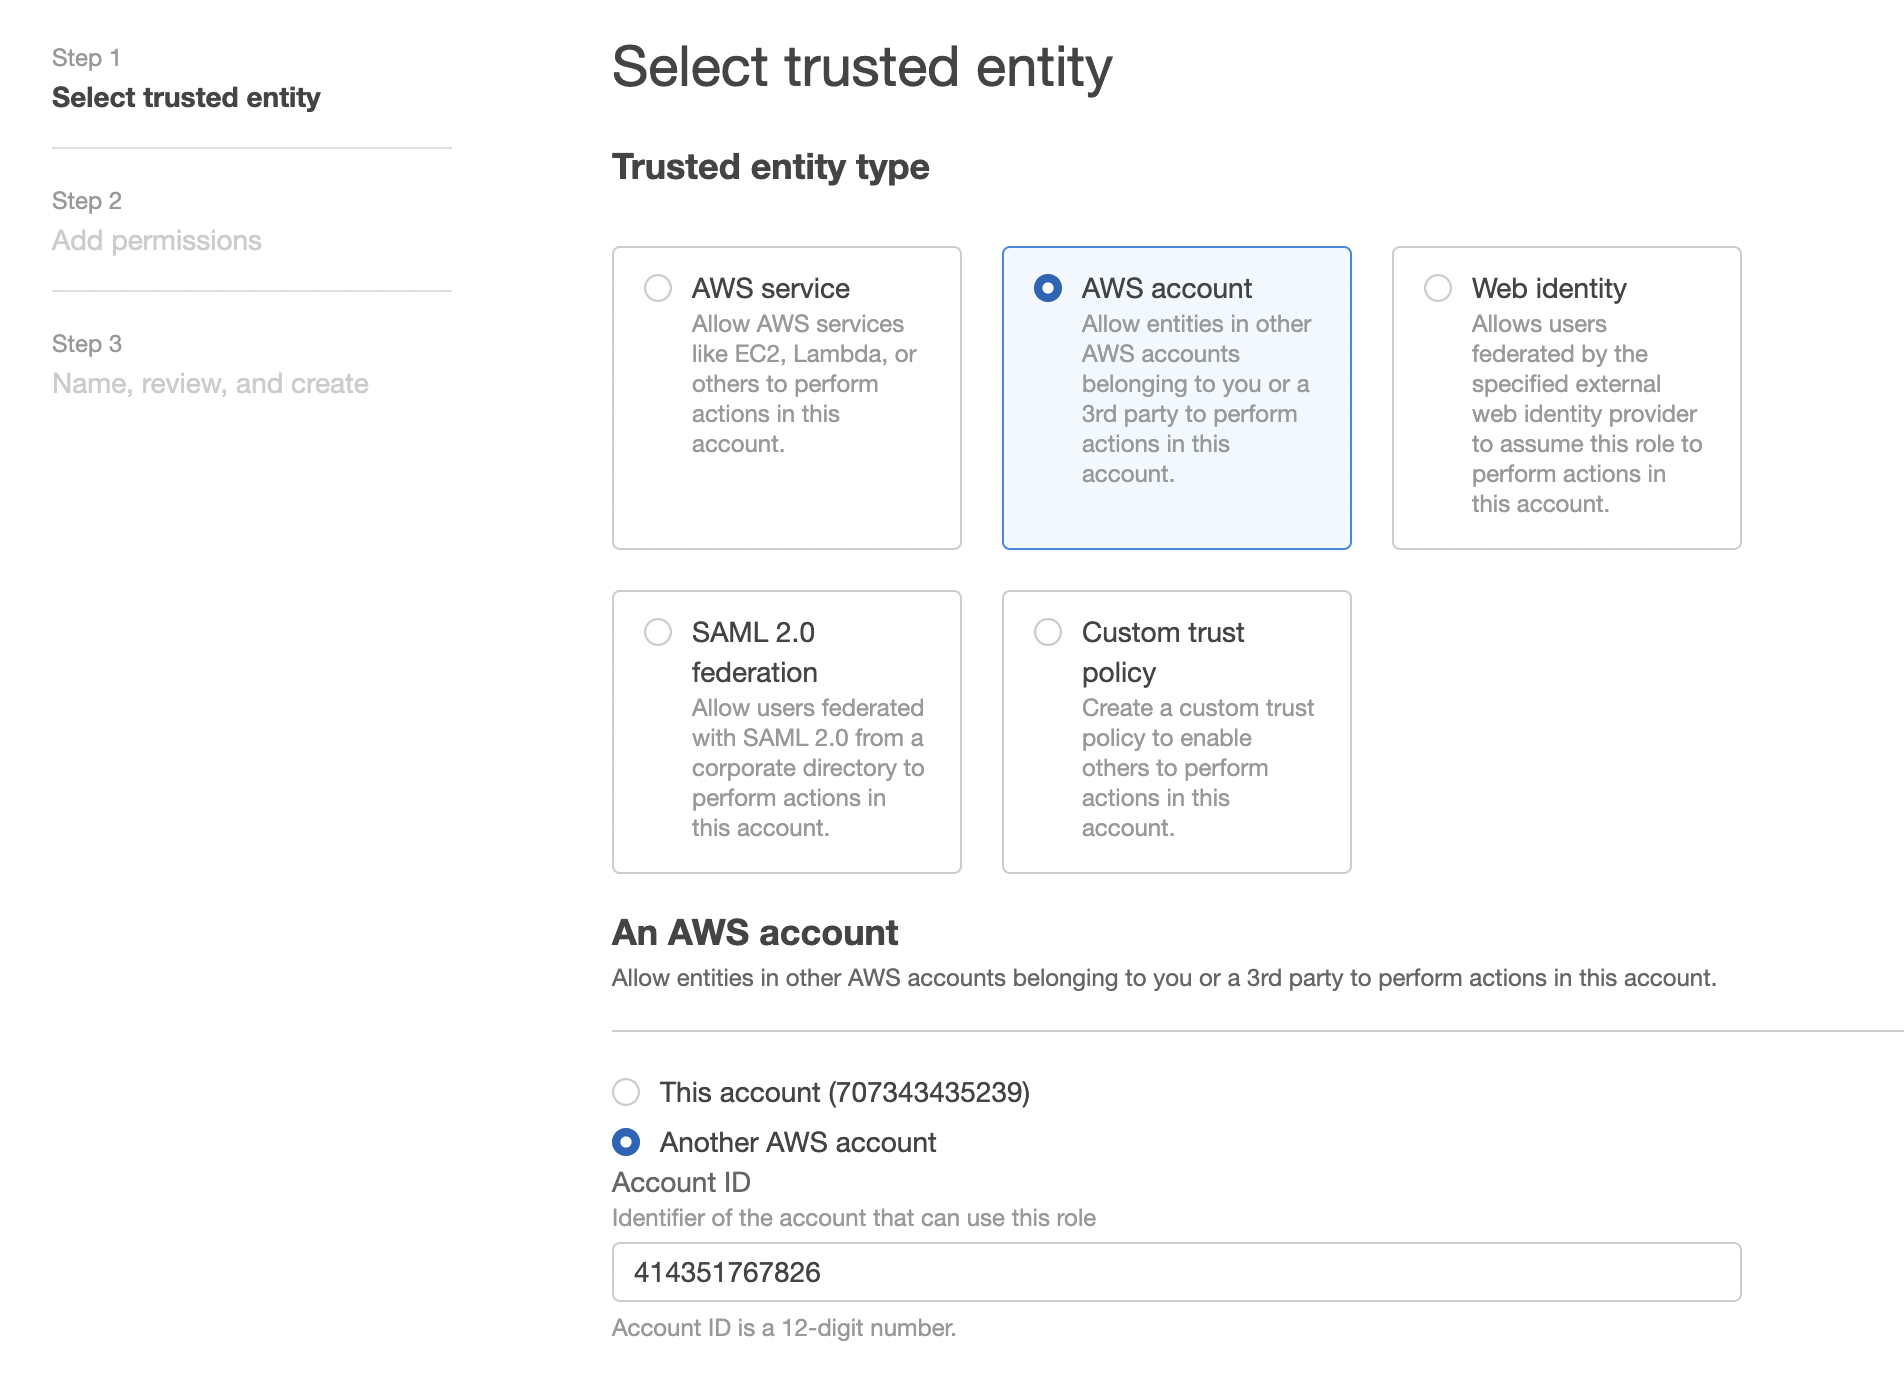 Step 1
Select trusted entity
Step 2
Add permissions
Step 3
Name, review, and create
Select trusted entity
Trusted entity type
AWS service
Allow AWS services
like EC2, Lambda, or
others to perform
actions in this
account.
AWS account
Allow entities in other
AWS accounts
belonging to you or a
3rd party to perform
actions in this
account.
Web identity
Allows users
federated by the
specified external
web identity provider
to assume this role to
perform actions in
this account.
SAML 2.0
federation
Allow users federated
with SAML 2.0 from a
corporate directory to
perform actions in
this account.
Custom trust
policy
Create a custom trust
policy to enable
others to perform
actions in this
account.
An AWS account
Allow entities in other AWS accounts belonging to you or a 3rd party to perform actions in this account.
This account (707343435239)
Another AWS account
Account ID
Identifier of the account that can use this role
414351767826
Account ID is a 12-digit number.